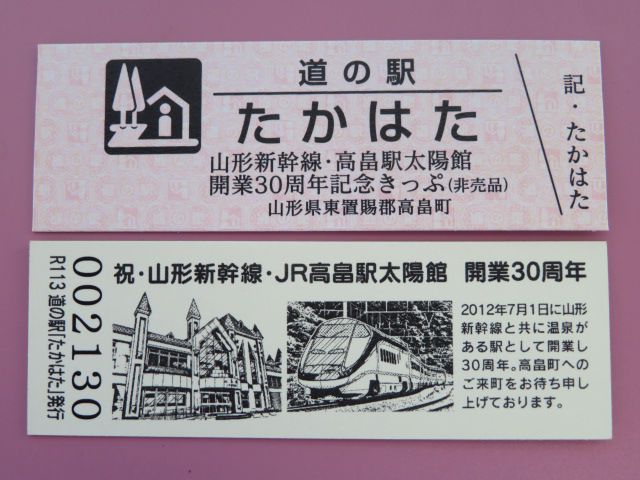 道の駅
たかはた
山形新幹線・高畠駅太陽館
開業30周年記念きっぷ(非売品)
山形県東置賜郡高畠町
記・たかはた
祝・山形新幹線・JR高畠駅太陽館 開業30周年
2012年7月1日に山形
新幹線と共に温泉が
ある駅として開業し
30周年。高畠町への
ご来町をお待ち申し
上げております。
002130
R113 道の駅「たかはた」発行